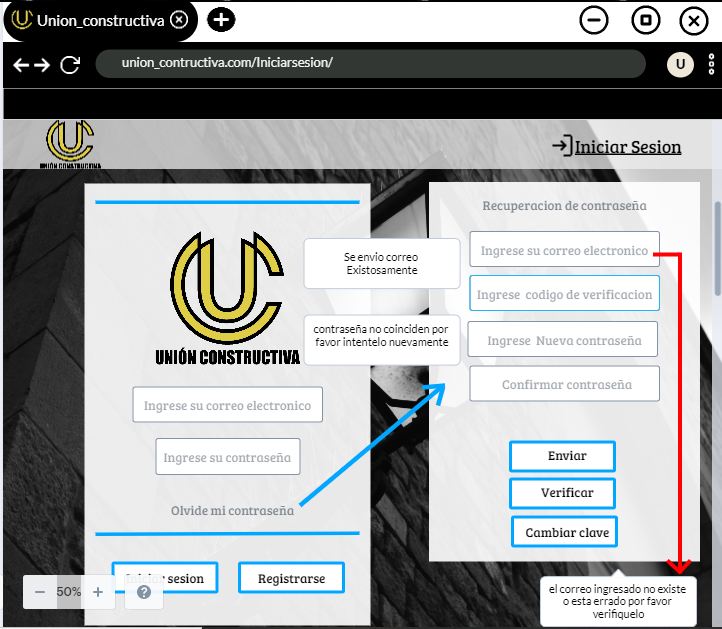 Union_constructiva
union_contructiva.com/Iniciarsesion/
U
UNIÓN CONSTRUCTIVA
Iniciar Sesion
UNIÓN CONSTRUCTIVA
Ingrese su correo electronico
Ingrese su contraseña
Olvide mi contraseña
Iniciar sesion
Registrarse
Se envio correo
Existosamente
contraseña no coinciden por
favor intentelo nuevamente
Recuperacion de contraseña
Ingrese su correo electronico
Ingrese codigo de verificacion
Ingrese Nueva contraseña
Confirmar contraseña
Enviar
Verificar
Cambiar clave
el correo ingresado no existe
o esta errado por favor
verifiquelo
50%
?